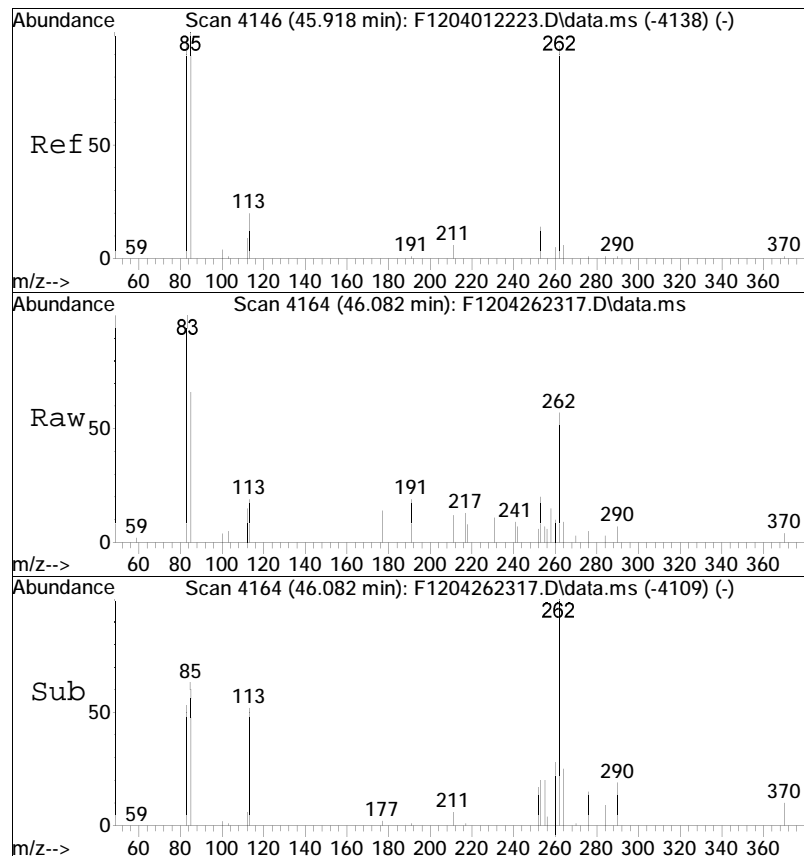 Abundance Scan 4146 (45.918 min): F1204012223.D\data.ms (-4138) (-)
85 262
Ref 50
113
59 191 211 290 370
m/z--> 60 80 100 120 140 160 180 200 220 240 260 280 300 320 340 360
Abundance Scan 4164 (46.082 min): F1204262317.D\data.ms
83
262
Raw 50
113 191 217 241
59 290 370
m/z--> 60 80 100 120 140 160 180 200 220 240 260 280 300 320 340 360
Abundance Scan 4164 (46.082 min): F1204262317.D\data.ms (-4109) (-)
262
85
Sub 50 113
290
59 177 211 370
m/z--> 60 80 100 120 140 160 180 200 220 240 260 280 300 320 340 360
0
0
0